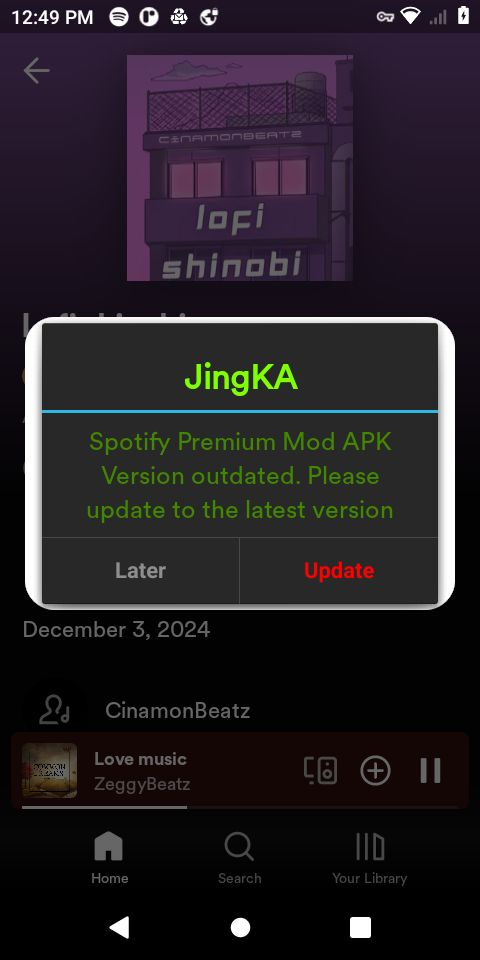 12:49 PM
CINAMONBEATZ
lofi
shinobi
JingKA
Spotify Premium Mod APK
Version outdated. Please
update to the latest version
Later
Update
December 3, 2024
CinamonBeatz
COMMON
Love music
ZeggyBeatz
Home
Search
Your Library